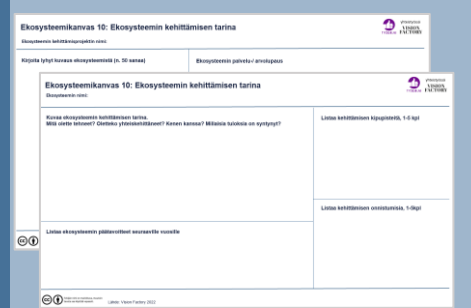 Ekosysteemikanvas 10: Ekosysteemin kehittämisen tarina
VISION
FACTORY
Ekosysteemin kehittämisprojektin nimi:
Kirjoita lyhyt kuvaus ekosysteemistä (n. 50 sanaa)
Ekosysteemin palvelu-/ arvolupaus
Ekosysteemikanvas 10: Ekosysteemin kehittämisen tarina
VISION
FACTORY
Ekosysteemin nimi:
Kuvaa ekosysteemin kehittämisen tarina.
Mitä olette tehneet? Oletteko yhteiskehittäneet? Kenen kanssa? Millaisia tuloksia on syntynyt?
Listaa kehittämisen kipupisteitä, 1-5 kpl
Listaa kehittämisen onnistumisia, 1-5kpl
Listaa ekosysteemin päätavoitteet seuraaville vuosille
Lähde: Vision Factory 2022